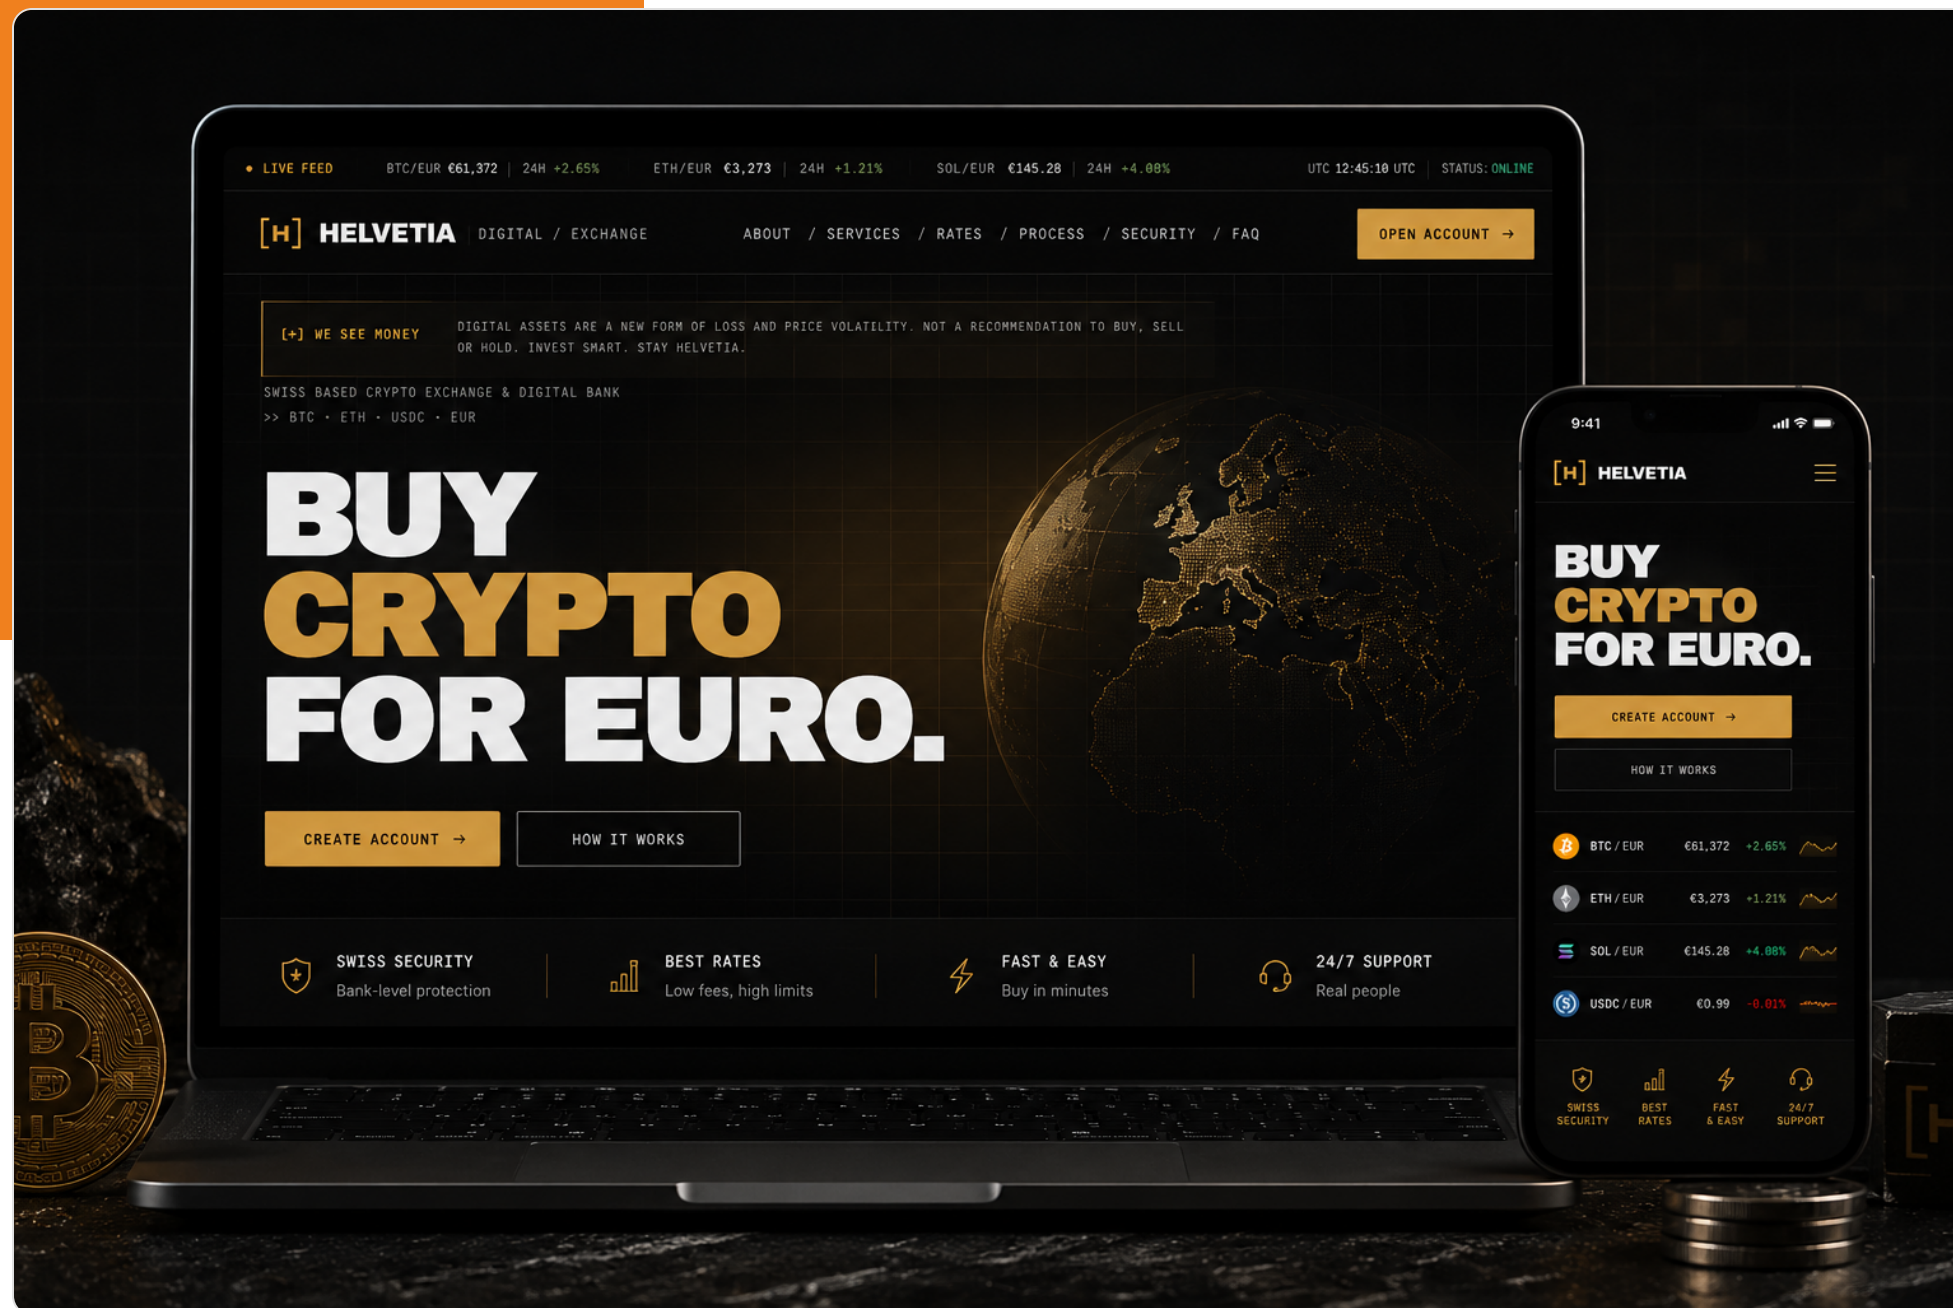 • LIVE FEED BTC/EUR €61,372 | 24H +2.65% ETH/EUR €3,273 | 24H +1.21% SOL/EUR €145.28 | 24H +4.08% UTC 12:45:10 UTC STATUS: ONLINE
[H] HELVETIA DIGITAL / EXCHANGE ABOUT / SERVICES / RATES / PROCESS / SECURITY / FAQ OPEN ACCOUNT →
[+] WE SEE MONEY
DIGITAL ASSETS ARE A NEW FORM OF LOSS AND PRICE VOLATILITY. NOT A RECOMMENDATION TO BUY, SELL
OR HOLD. INVEST SMART. STAY HELVETIA.
SWISS BASED CRYPTO EXCHANGE & DIGITAL BANK
>> BTC • ETH • USDC • EUR
BUY
CRYPTO
FOR EURO.
CREATE ACCOUNT → HOW IT WORKS
SWISS SECURITY
Bank-level protection
BEST RATES
Low fees, high limits
FAST & EASY
Buy in minutes
24/7 SUPPORT
Real people
9:41
[H] HELVETIA
BUY
CRYPTO
FOR EURO.
CREATE ACCOUNT →
HOW IT WORKS
BTC / EUR €61,372 +2.65%
ETH / EUR €3,273 +1.21%
SOL / EUR €145.28 +4.08%
USDC / EUR €0.99 -0.01%
SWISS
SECURITY
BEST
RATES
FAST
& EASY
24/7
SUPPORT